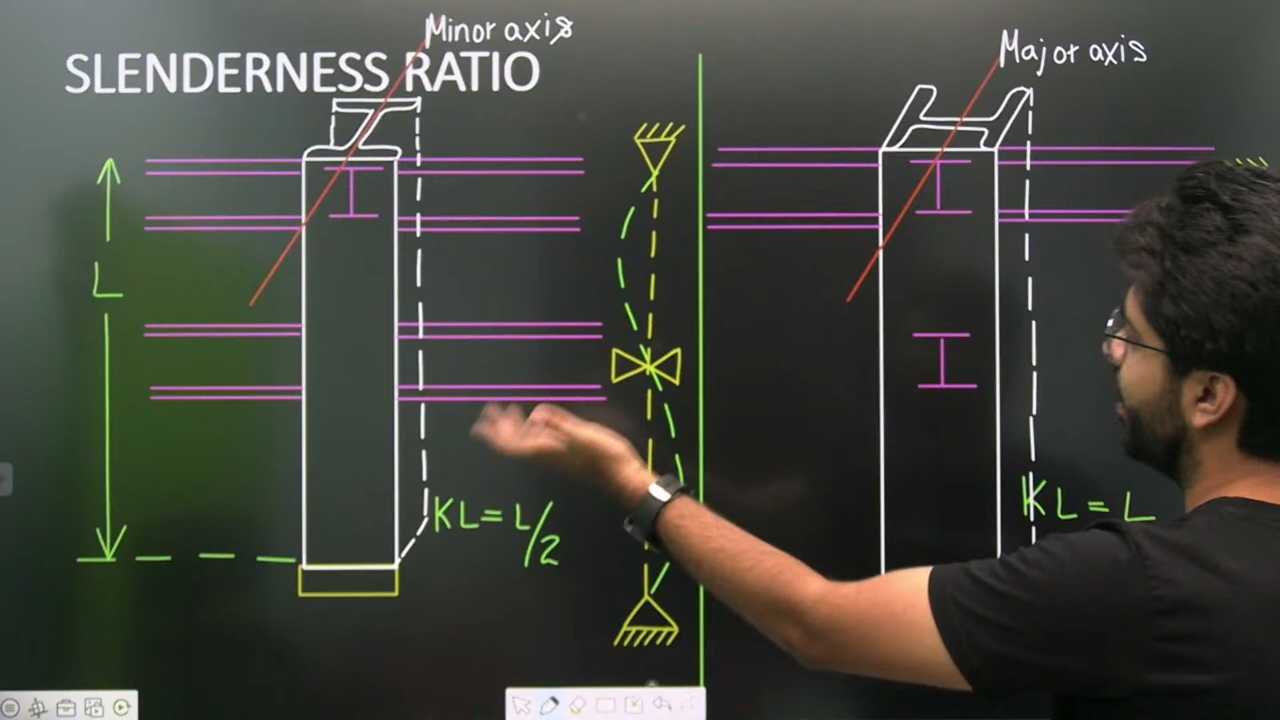 Minor axis
SLENDERNESS RATIO
Major axis
L
KL = L/2
KL = L